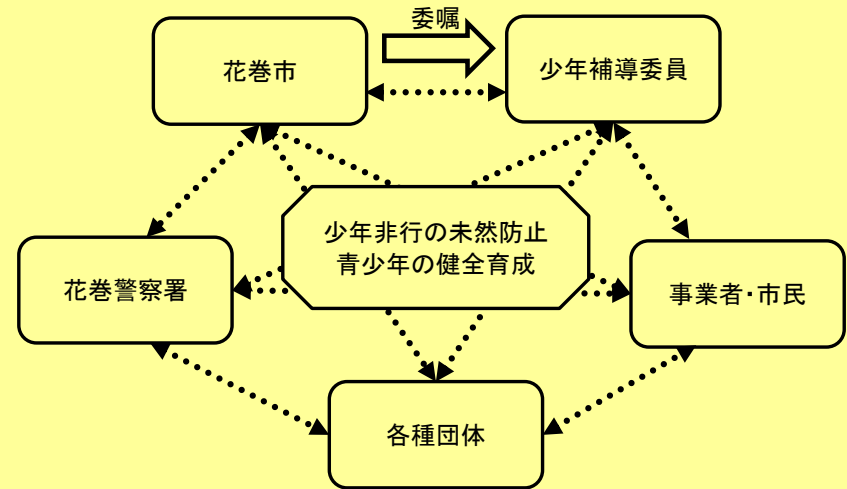 委嘱
花巻市
少年補導委員
少年非行の未然防止
青少年の健全育成
花巻警察署
事業者・市民
各種団体